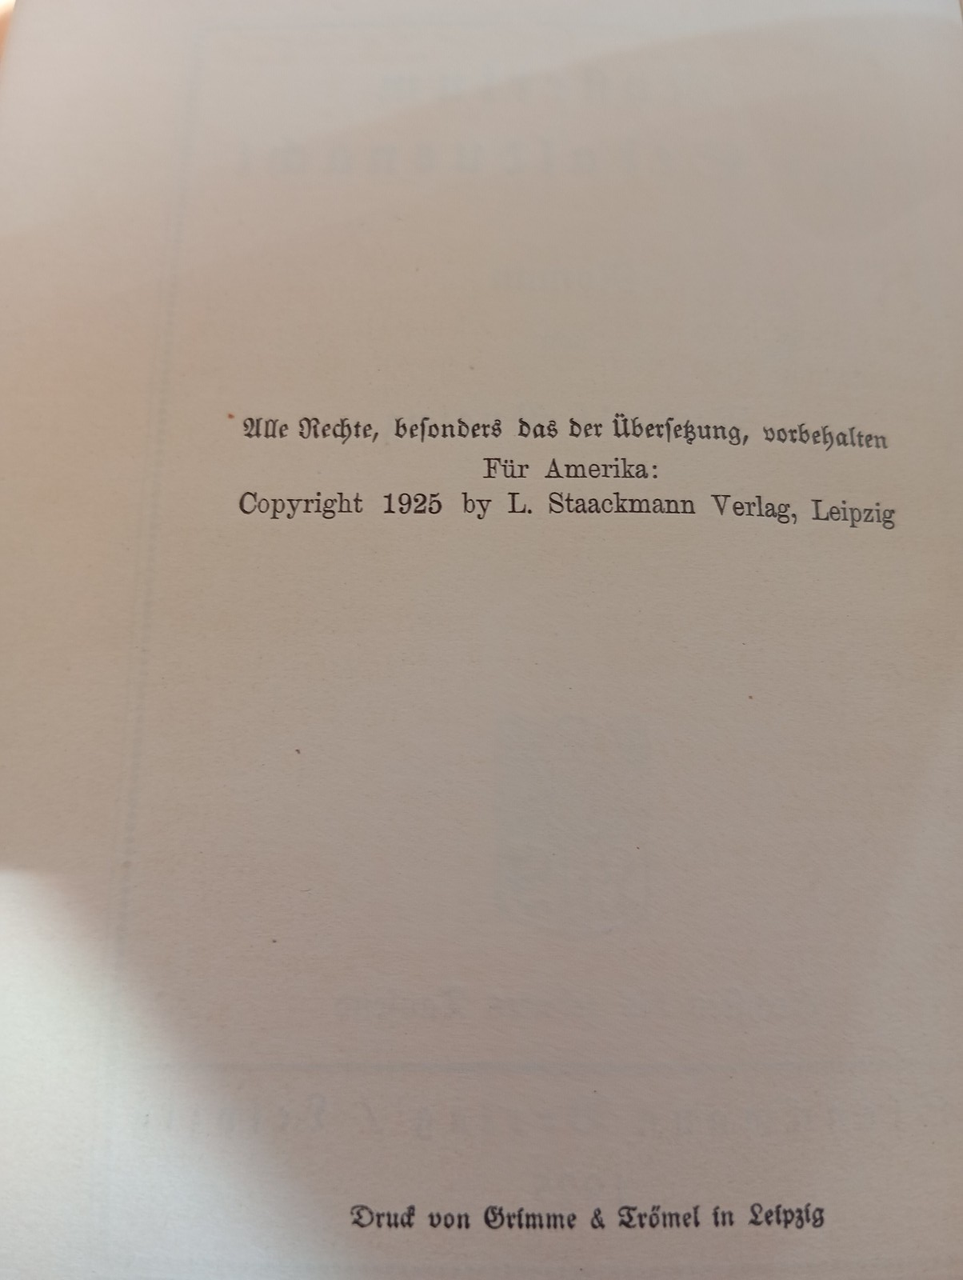 Alle Rechte, besonders das der Übersetzung, vorbehalten
Für Amerika:
Copyright 1925 by L. Staackmann Verlag, Leipzig
Druck von Grimme & Trömel in Leipzig